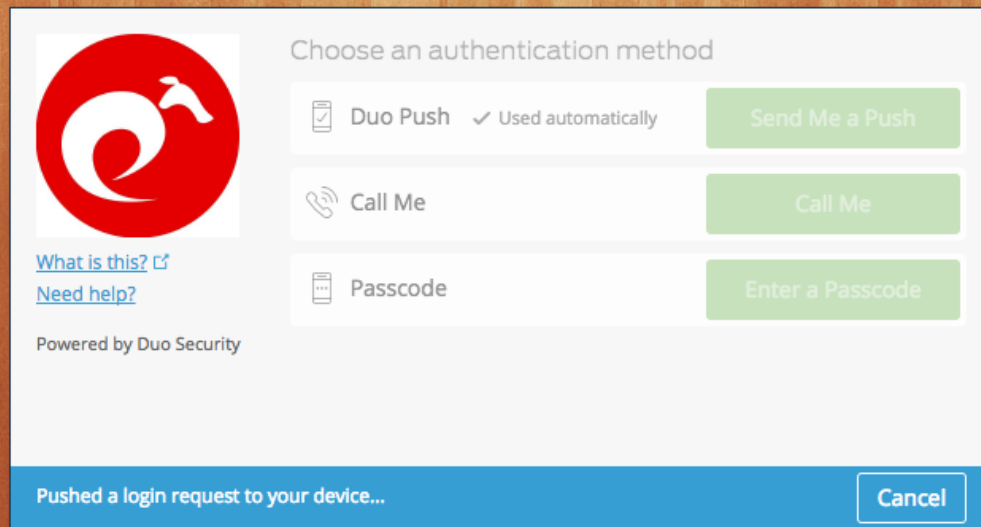 Choose an authentication method
Duo Push ✓ Used automatically
Send Me a Push
Call Me
Call Me
Passcode
Enter a Passcode
What is this?
Need help?
Powered by Duo Security
Pushed a login request to your device...
Cancel